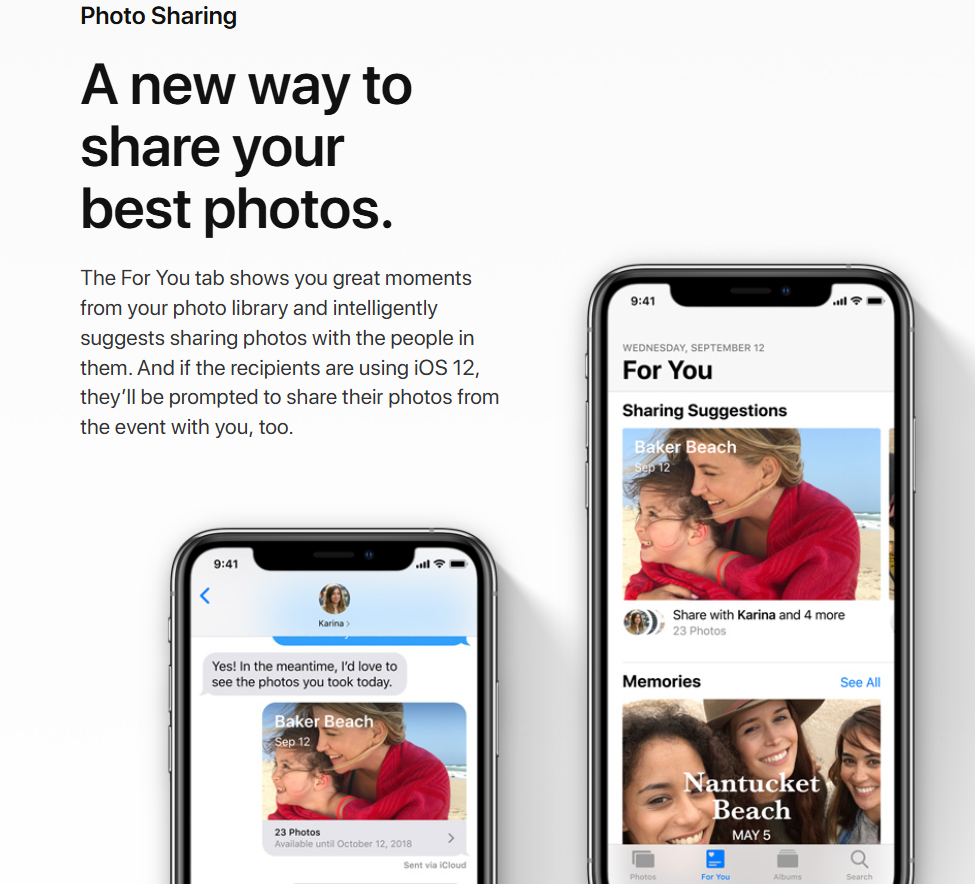 Photo Sharing
A new way to
share your
best photos.
The For You tab shows you great moments
from your photo library and intelligently
suggests sharing photos with the people in
them. And if the recipients are using iOS 12,
they’ll be prompted to share their photos from
the event with you, too.
9:41
Karina >
Yes! In the meantime, I’d love to
see the photos you took today.
Baker Beach
Sep 12
23 Photos
Available until October 12, 2018
Sent via iCloud
9:41
WEDNESDAY, SEPTEMBER 12
For You
Sharing Suggestions
Baker Beach
Sep 12
Share with Karina and 4 more
23 Photos
Memories
See All
Nantucket
Beach
MAY 5
Photos
For You
Albums
Search